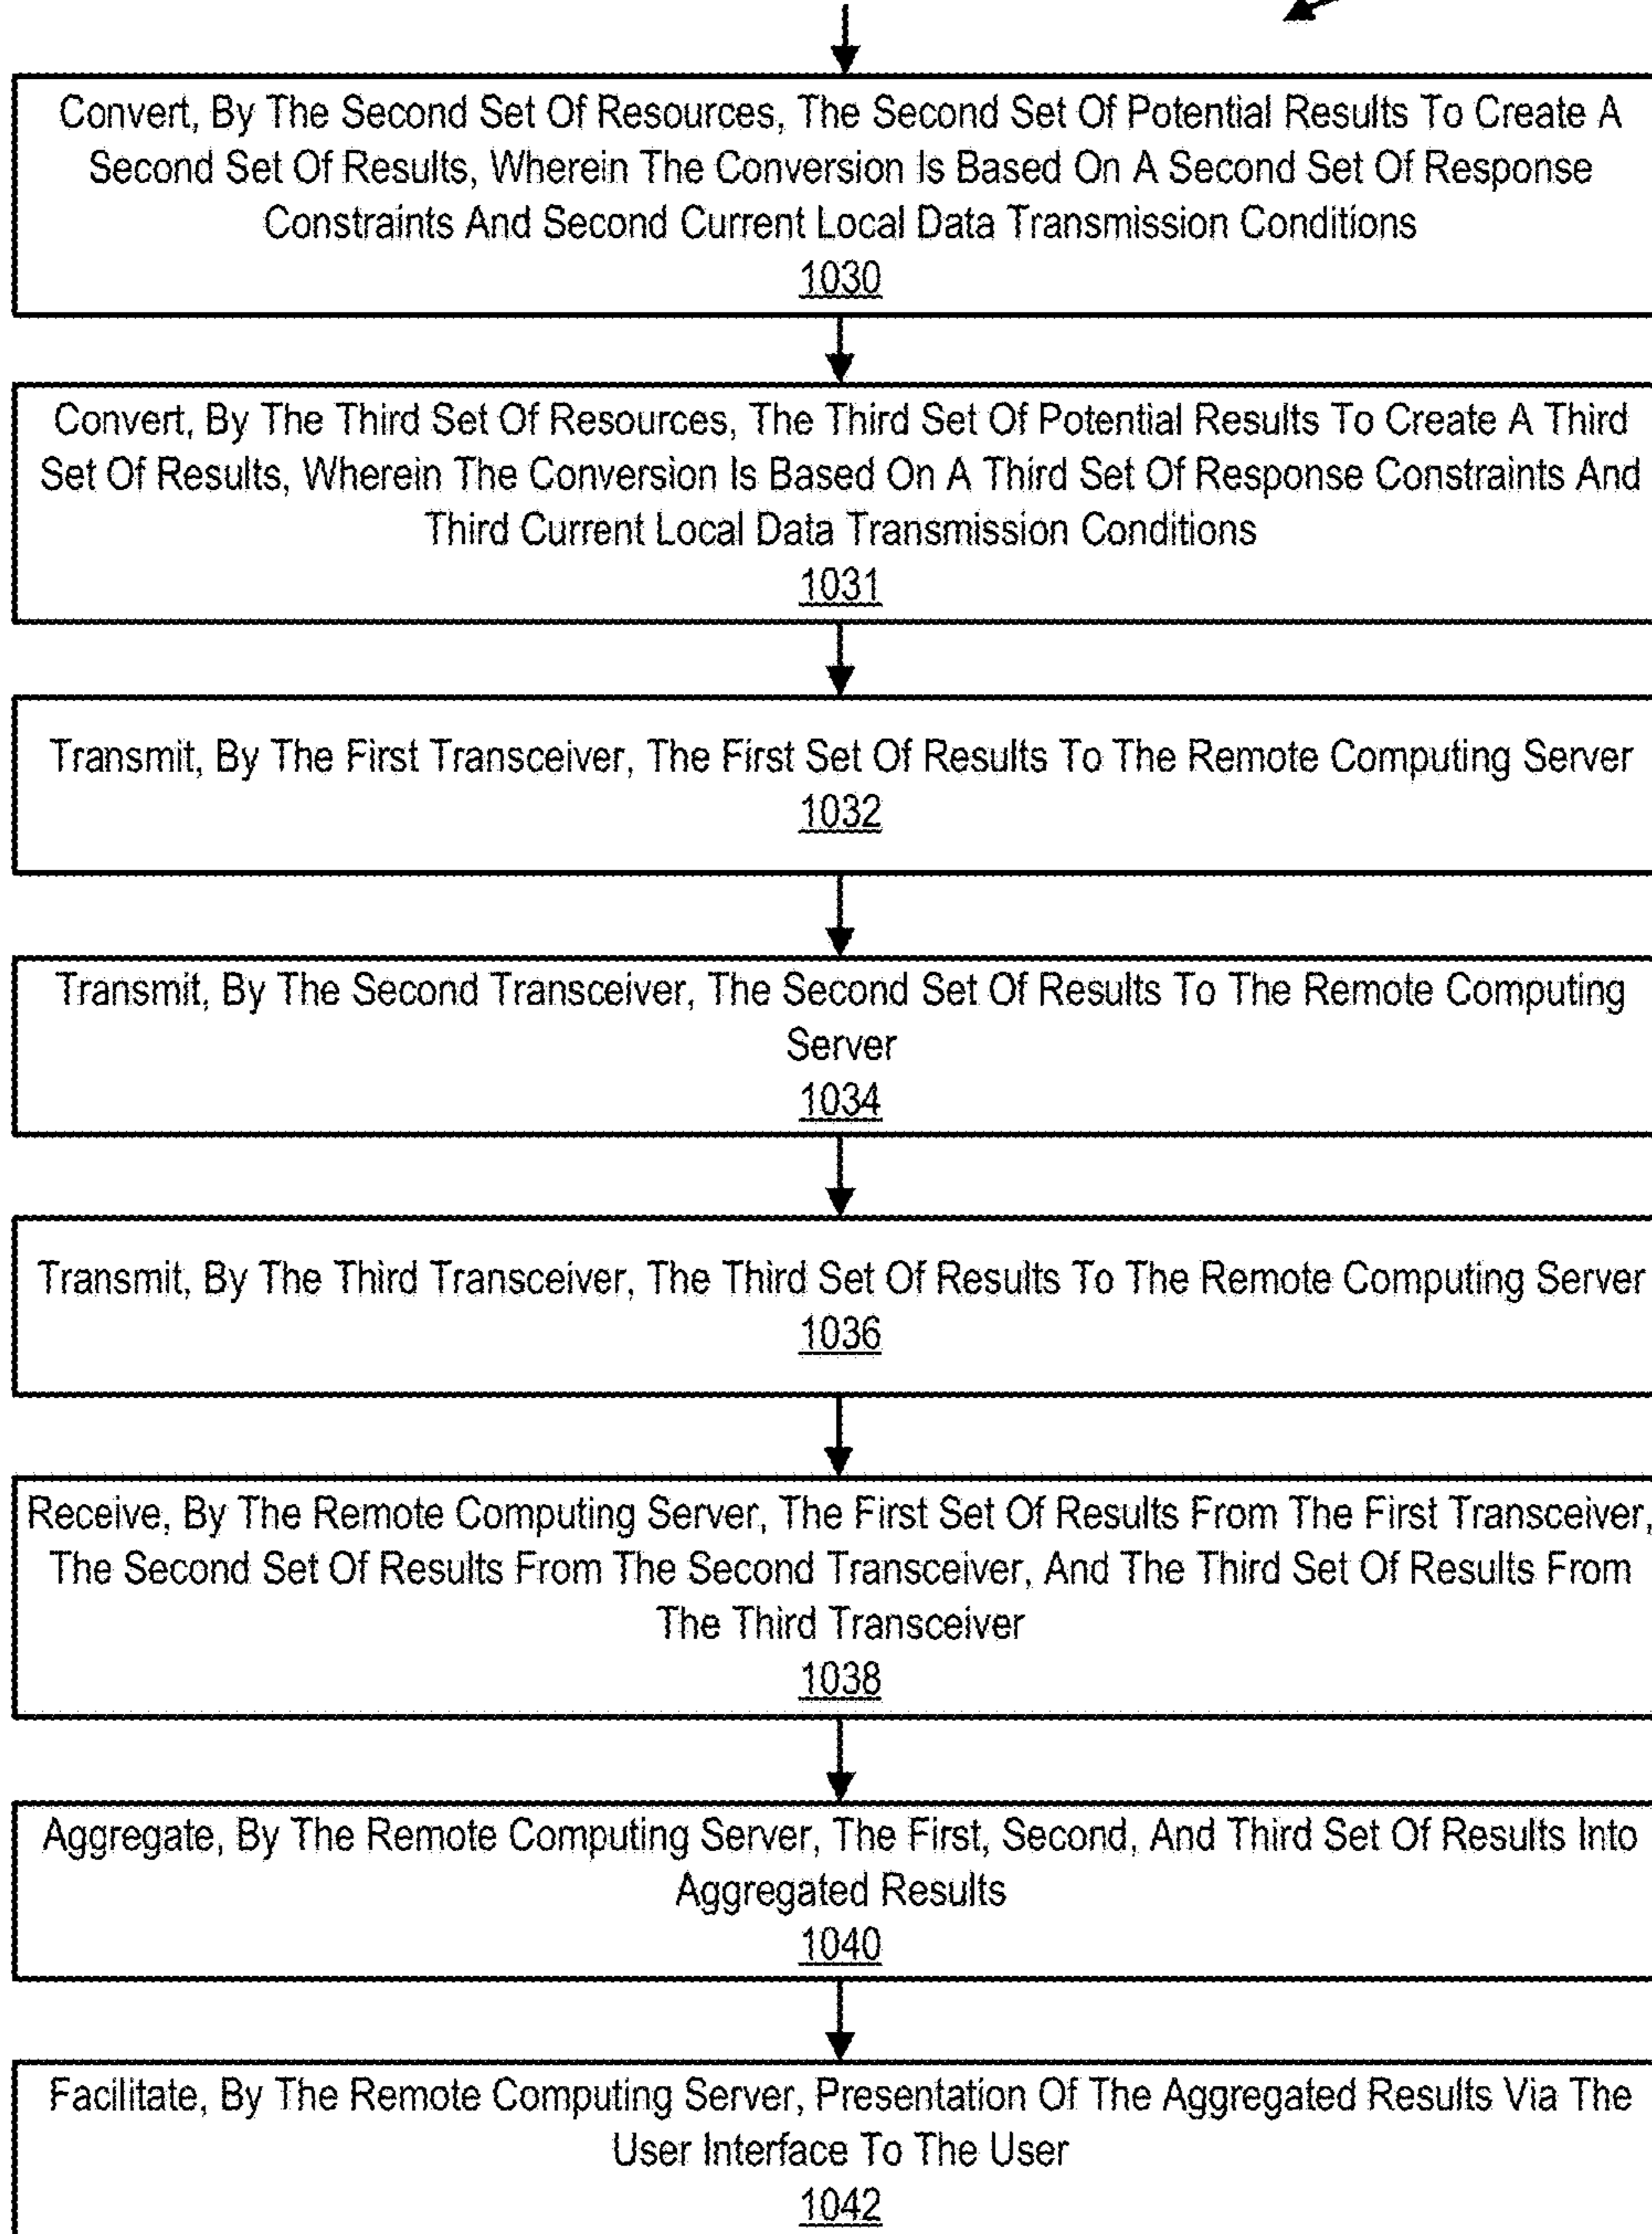 Convert, By The Second Set Of Resources, The Second Set Of Potential Results To Create A
Second Set Of Results, Wherein The Conversion Is Based On A Second Set Of Response
Constraints And Second Current Local Data Transmission Conditions
1030
Convert, By The Third Set Of Resources, The Third Set Of Potential Results To Create A Third
Set Of Results, Wherein The Conversion Is Based On A Third Set Of Response Constraints And
Third Current Local Data Transmission Conditions
1031
Transmit, By The First Transceiver, The First Set Of Results To The Remote Computing Server
1032
Transmit, By The Second Transceiver, The Second Set Of Results To The Remote Computing
Server
1034
Transmit, By The Third Transceiver, The Third Set Of Results To The Remote Computing Server
1036
Receive, By The Remote Computing Server, The First Set Of Results From The First Transceiver,
The Second Set Of Results From The Second Transceiver, And The Third Set Of Results From
The Third Transceiver
1038
Aggregate, By The Remote Computing Server, The First, Second, And Third Set Of Results Into
Aggregated Results
1040
Facilitate, By The Remote Computing Server, Presentation Of The Aggregated Results Via The
User Interface To The User
1042